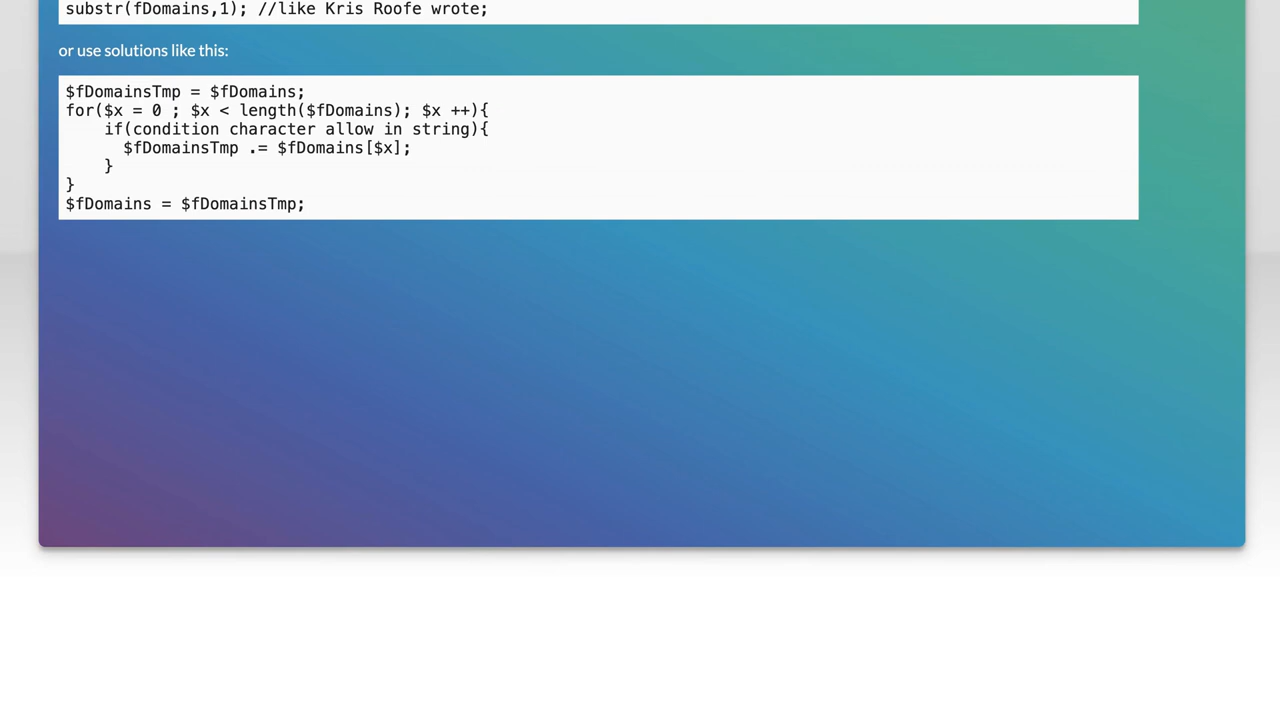 substr(fDomains,1); //like Kris Roofe wrote;
or use solutions like this:
$fDomainsTmp = $fDomains;
for($x = 0 ; $x < length($fDomains); $x ++){
    if(condition character allow in string){
      $fDomainsTmp .= $fDomains[$x];
    }
}
$fDomains = $fDomainsTmp;